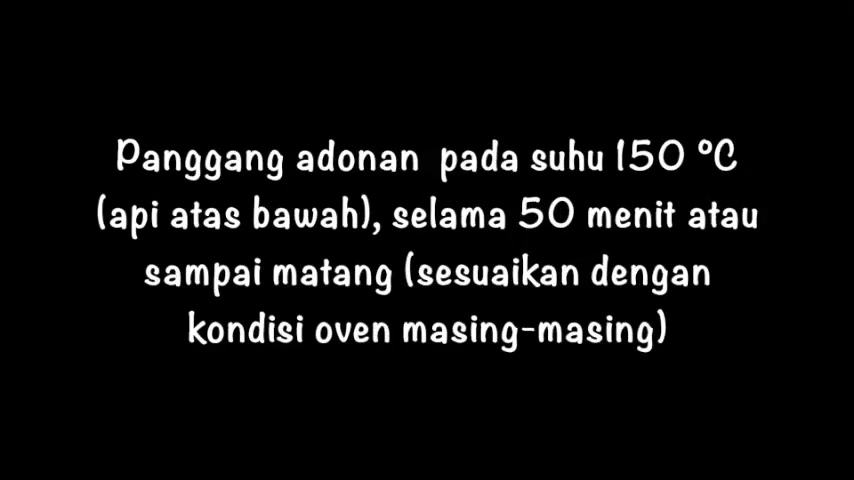 Panggang adonan pada suhu 150 °C
(api atas bawah), selama 50 menit atau
sampai matang (sesuaikan dengan
kondisi oven masing-masing)